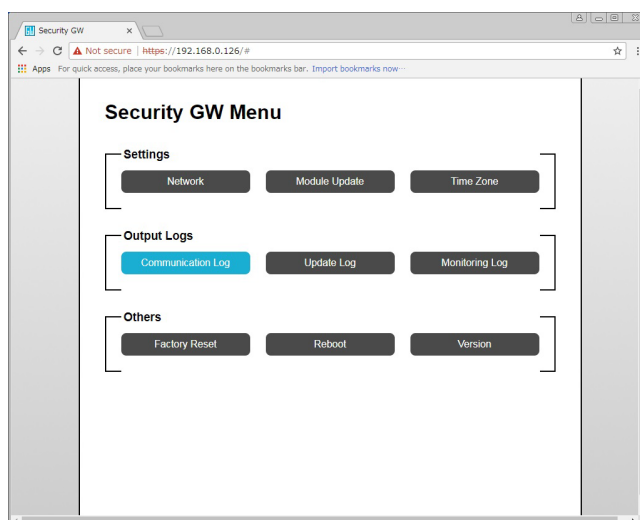 Security GW
Not secure | https://192.168.0.126/#
Apps For quick access, place your bookmarks here on the bookmarks bar. Import bookmarks now...
Security GW Menu
Settings
Network Module Update Time Zone
Output Logs
Communication Log Update Log Monitoring Log
Others
Factory Reset Reboot Version